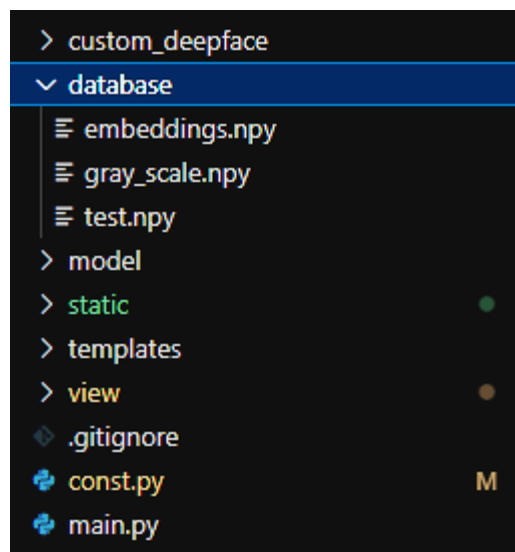 custom_deepface
database
embeddings.npy
gray_scale.npy
test.npy
model
static
templates
view
.gitignore
const.py M
main.py